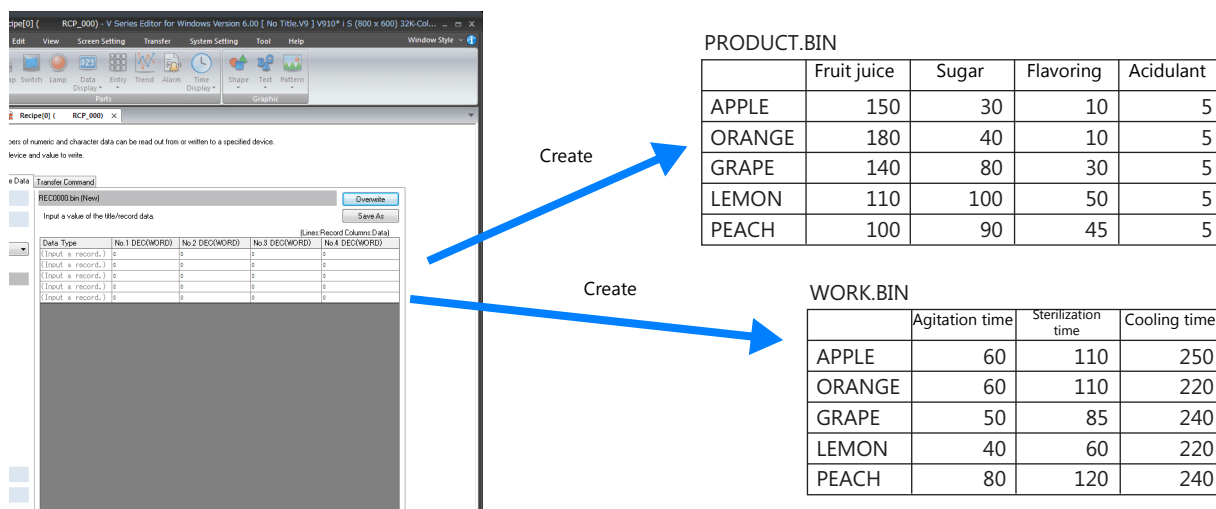 cipe[0] ( RCP_000) - V Series Editor for Windows Version 6.00 [ No Title.V9 ] V910* i S (800 x 600) 32K-Col...
Edit View Screen Setting Transfer System Setting Tool Help Window Style
ap Switch Lamp Data Display Entry Trend Alarm Time Display Shape Text Pattern
Parts Graphic
Recipe[0] ( RCP_000) ×
bers of numeric and character data can be read out from or written to a specified device.
device and value to write.
e Data Transfer Command
REC0000.bin (New) Overwrite
Input a value of the title/record data. Save As
(Lines:Record Columns:Data)
Data Type No.1 DEC(WORD) No.2 DEC(WORD) No.3 DEC(WORD) No.4 DEC(WORD)
(Input a record.) 0 0 0 0
(Input a record.) 0 0 0 0
(Input a record.) 0 0 0 0
(Input a record.) 0 0 0 0
(Input a record.) 0 0 0 0
Create
Create
PRODUCT.BIN
Fruit juice Sugar Flavoring Acidulant
APPLE 150 30 10 5
ORANGE 180 40 10 5
GRAPE 140 80 30 5
LEMON 110 100 50 5
PEACH 100 90 45 5
WORK.BIN
Agitation time Sterilization time Cooling time
APPLE 60 110 250
ORANGE 60 110 220
GRAPE 50 85 240
LEMON 40 60 220
PEACH 80 120 240